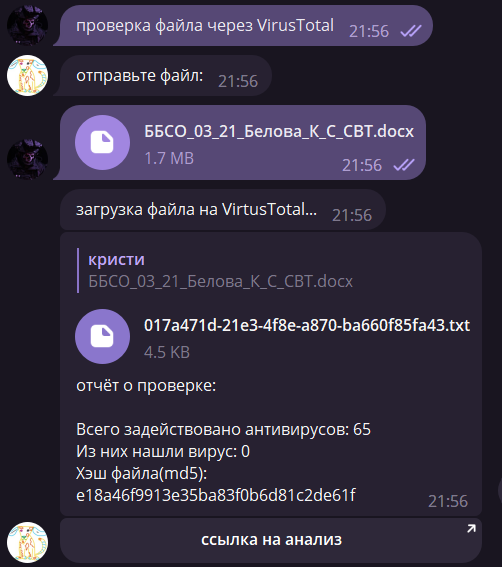 проверка файла через VirusTotal
21:56
отправьте файл:
21:56
ББСО_03_21_Белова_К_С_СВТ.docx
1.7 MB
21:56
загрузка файла на VirtusTotal...
21:56
кристи
ББСО_03_21_Белова_К_С_СВТ.docx
017a471d-21e3-4f8e-a870-ba660f85fa43.txt
4.5 KB
отчёт о проверке:
Всего задействовано антивирусов: 65
Из них нашли вирус: 0
Хэш файла(md5):
e18a46f9913e35ba83f0b6d81c2de61f
21:56
ссылка на анализ